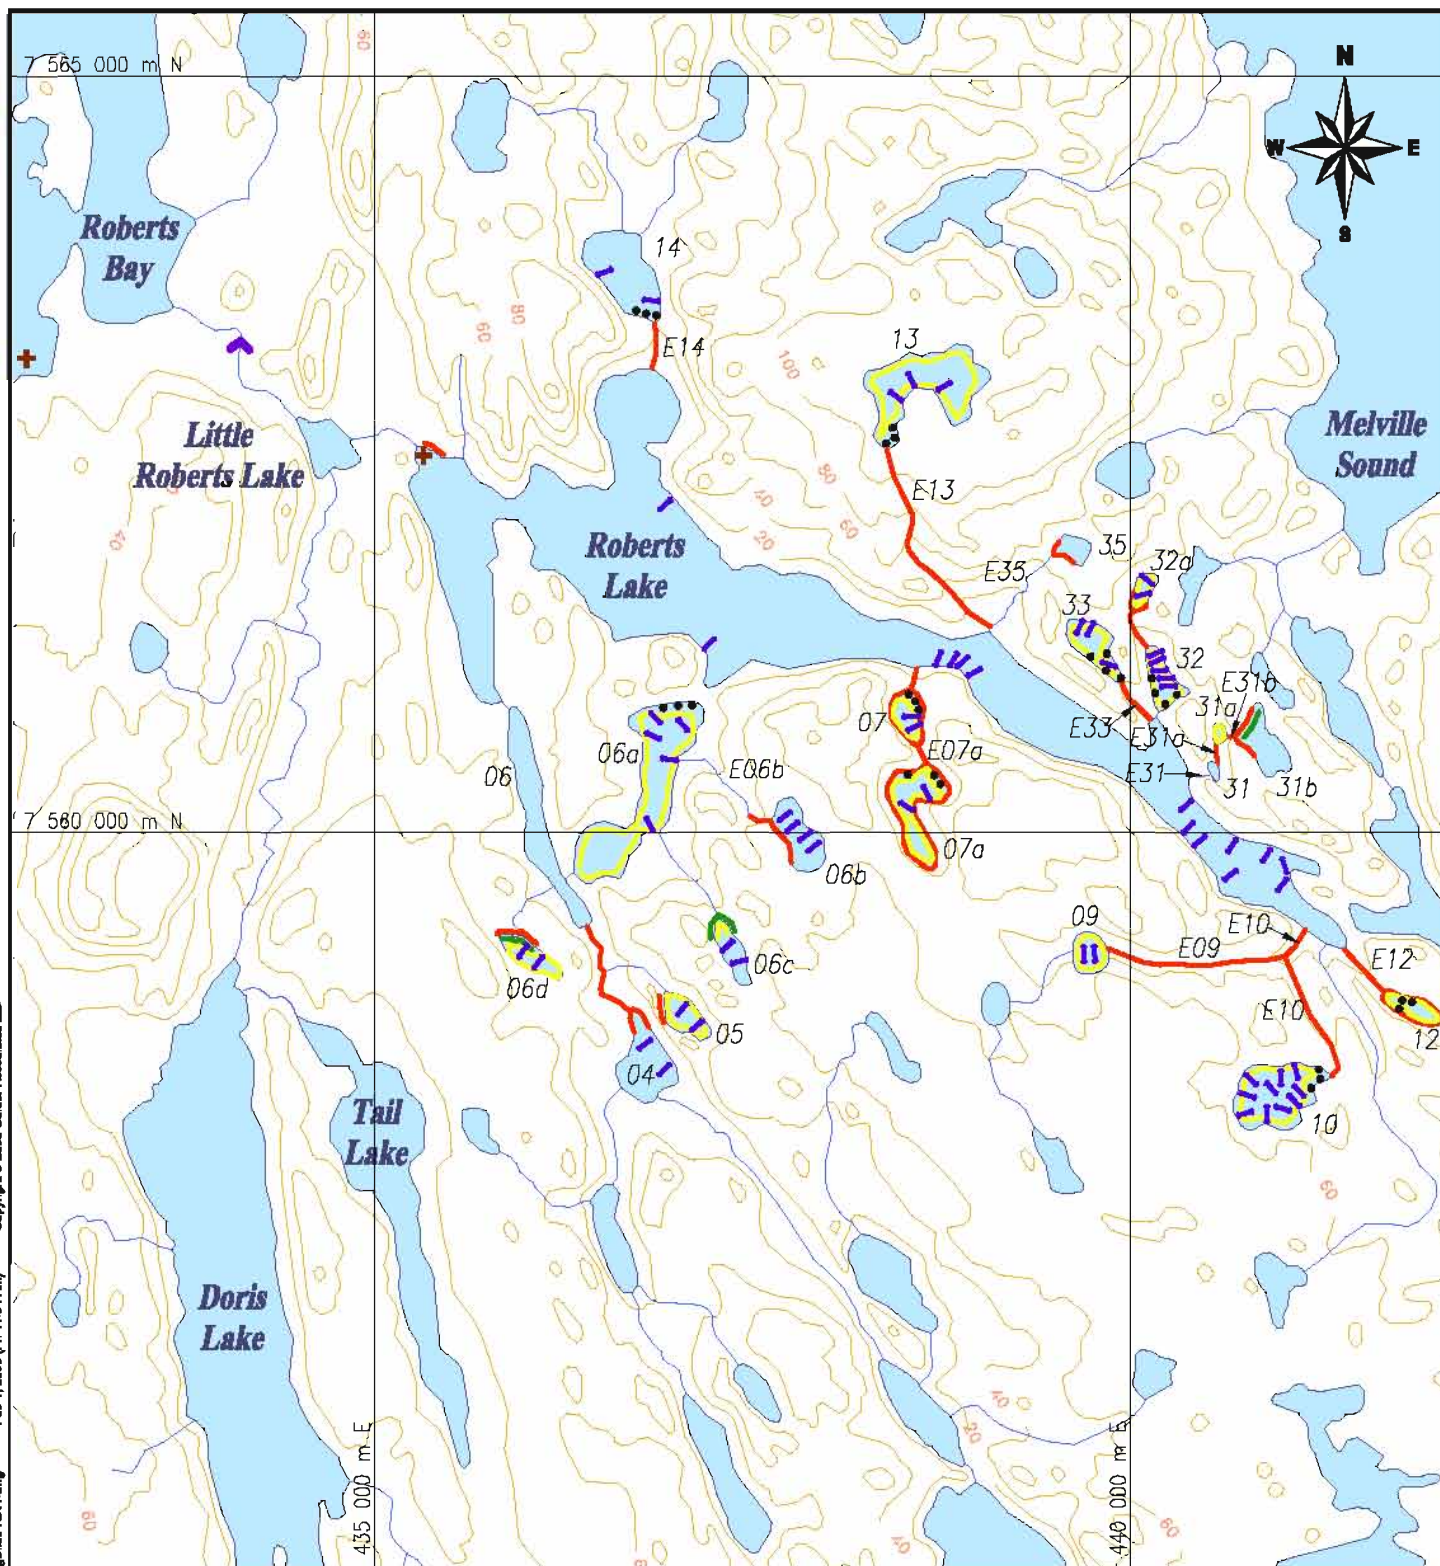 7 565 000 m N
60
N
W
E
S
Roberts
Bay
14
80
60
E14
13
100
Little
Roberts Lake
Melville
Sound
E13
80
40
60
20
40
Roberts
Lake
E35
35
32a
33
32
E31b
31a
07
E33
E31a
06a
E07a
06
E06b
E31
31
31b
7 560 000 m N
07a
06b
09
E10
E09
E12
06c
06d
E10
05
12
04
10
Tail
Lake
60
Doris
Lake
40
20
435 000 m E
440 000 m E
60
40
60